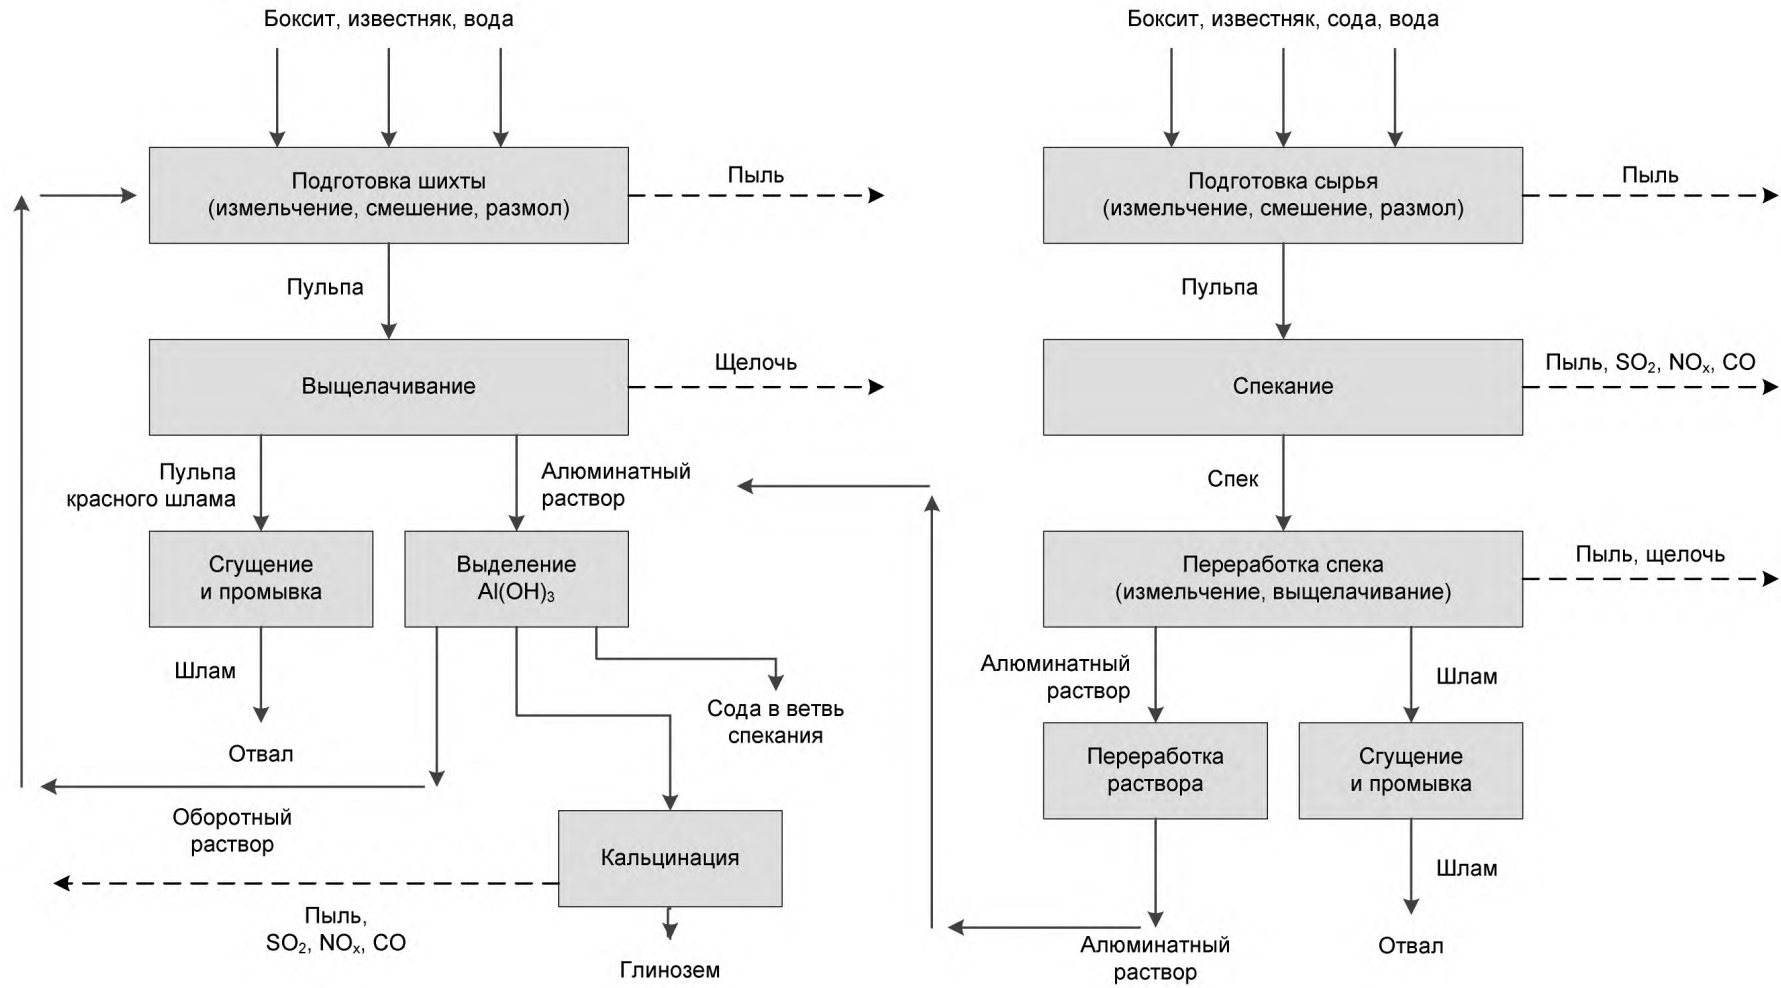 Боксит, известняк, вода
Подготовка шихты
(измельчение, смешение, размол)
Пыль
Пульпа
Выщелачивание
Щелочь
Пульпа
красного шлама
Алюминатный
раствор
Сгущение
и промывка
Выделение
Al(OH)₃
Шлам
Отвал
Сода в ветвь
спекания
Оборотный
раствор
Кальцинация
Пыль,
SO₂, NOₓ, CO
Глинозем
Боксит, известняк, сода, вода
Подготовка сырья
(измельчение, смешение, размол)
Пыль
Пульпа
Спекание
Пыль, SO₂, NOₓ, CO
Спек
Переработка спека
(измельчение, выщелачивание)
Пыль, щелочь
Алюминатный
раствор
Шлам
Переработка
раствора
Сгущение
и промывка
Шлам
Алюминатный
раствор
Отвал